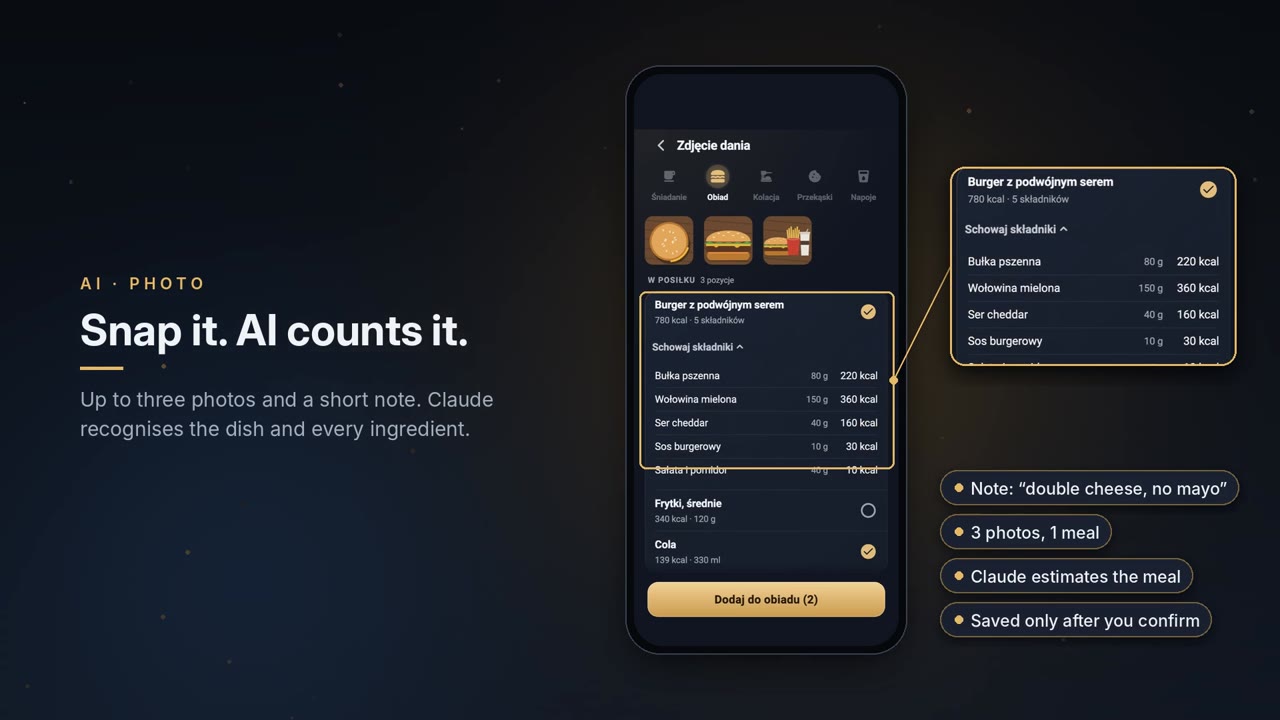 AI · PHOTO
Snap it. AI counts it.
Up to three photos and a short note. Claude
recognises the dish and every ingredient.
Zdjęcie dania
Śniadanie Obiad Kolacja Przekąski Napoje
W POSIŁKU 3 pozycje
Burger z podwójnym serem
780 kcal · 5 składników
Schowaj składniki
Bułka pszenna 80 g 220 kcal
Wołowina mielona 150 g 360 kcal
Ser cheddar 40 g 160 kcal
Sos burgerowy 10 g 30 kcal
Sałata i pomidor 40 g 10 kcal
Frytki, średnie
340 kcal · 120 g
Cola
139 kcal · 330 ml
Dodaj do obiadu (2)
Burger z podwójnym serem
780 kcal · 5 składników
Schowaj składniki
Bułka pszenna 80 g 220 kcal
Wołowina mielona 150 g 360 kcal
Ser cheddar 40 g 160 kcal
Sos burgerowy 10 g 30 kcal
Note: “double cheese, no mayo”
3 photos, 1 meal
Claude estimates the meal
Saved only after you confirm